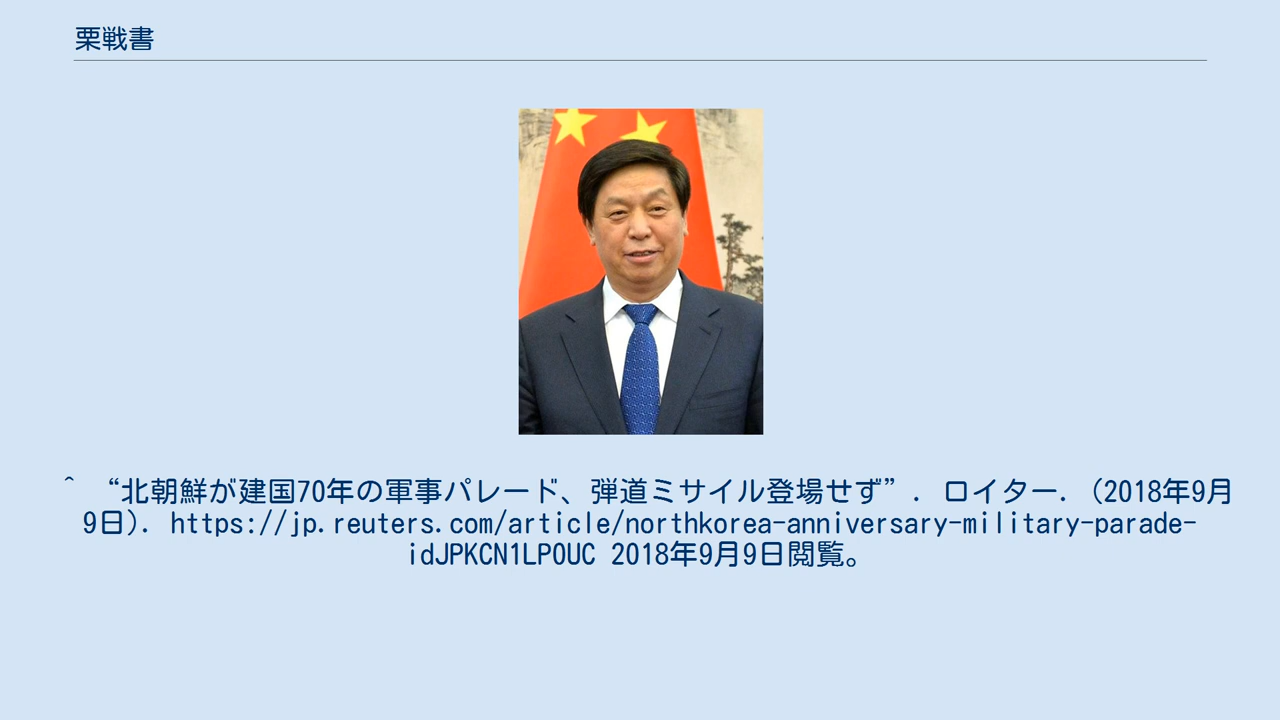 栗戦書
^ “北朝鮮が建国70年の軍事パレード、弾道ミサイル登場せず”. ロイター. (2018年9月
9日). https://jp.reuters.com/article/northkorea-anniversary-military-parade-
idJPKCN1LP0UC 2018年9月9日閲覧。